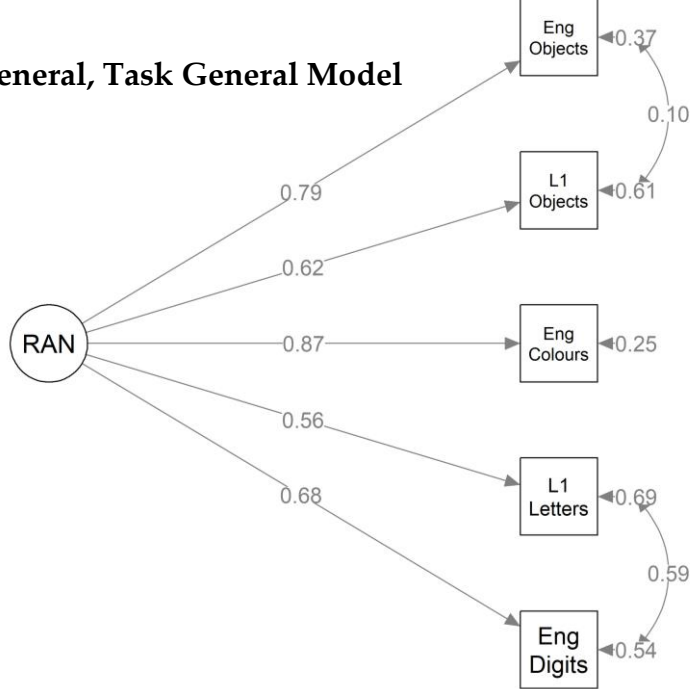 eneral, Task General Model
Eng
Objects
0.37
0.10
L1
Objects
0.61
0.79
0.62
RAN
0.87
Eng
Colours
0.25
0.56
0.68
L1
Letters
0.69
0.59
Eng
Digits
0.54